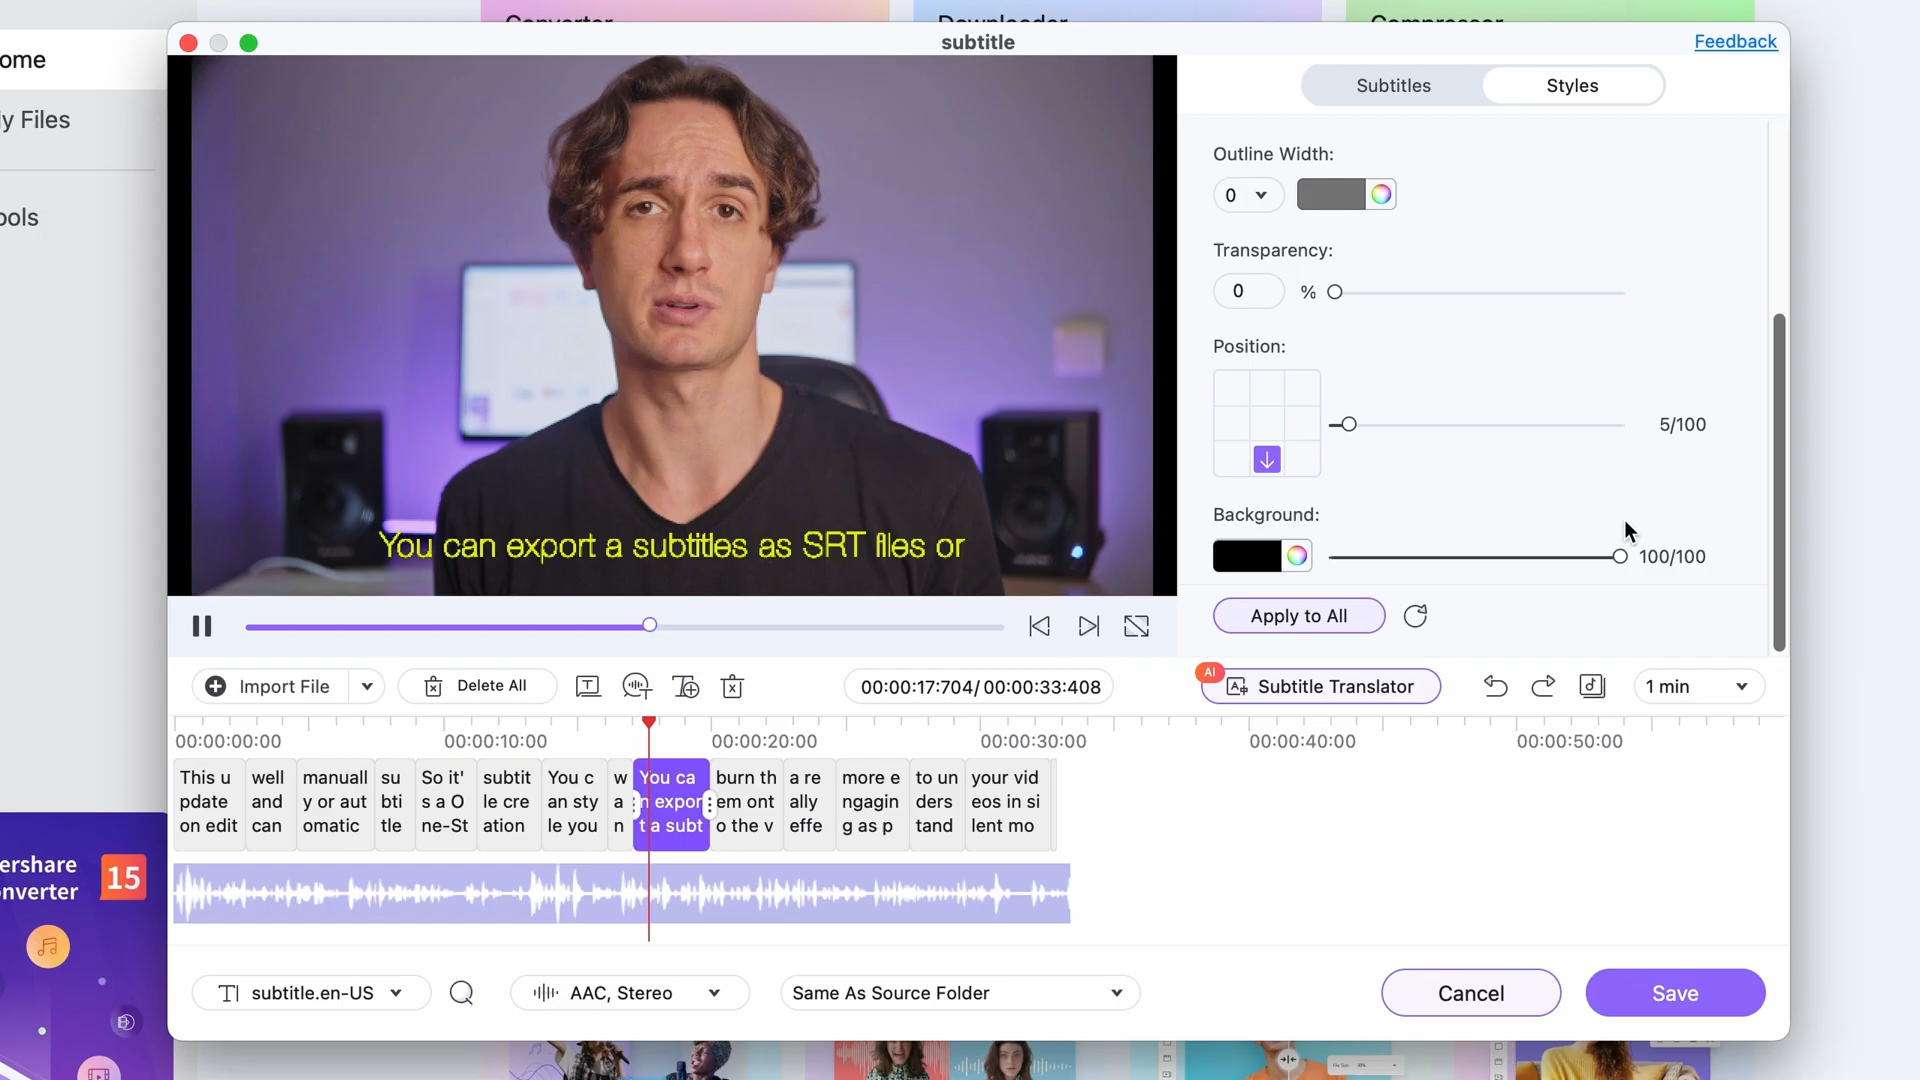 Converter
Downloader
Compressor
ome
y Files
ools
subtitle
Feedback
Subtitles
Styles
Outline Width:
0
Transparency:
0 %
Position:
5/100
Background:
100/100
Apply to All
You can export a subtitles as SRT files or
Import File
Delete All
00:00:17:704/ 00:00:33:408
AI
Subtitle Translator
1 min
00:00:00:00
00:00:10:00
00:00:20:00
00:00:30:00
00:00:40:00
00:00:50:00
This u
pdate
on edit
well
and
can
manuall
y or aut
omatic
su
bti
tle
So it'
s a O
ne-St
subtit
le cre
ation
You c
an sty
le you
w
a
n
You ca
n expor
t a subt
burn th
em ont
o the v
a re
ally
effe
more e
ngagin
g as p
to un
ders
tand
your vid
eos in si
lent mo
ershare
nverter
15
subtitle.en-US
AAC, Stereo
Same As Source Folder
Cancel
Save